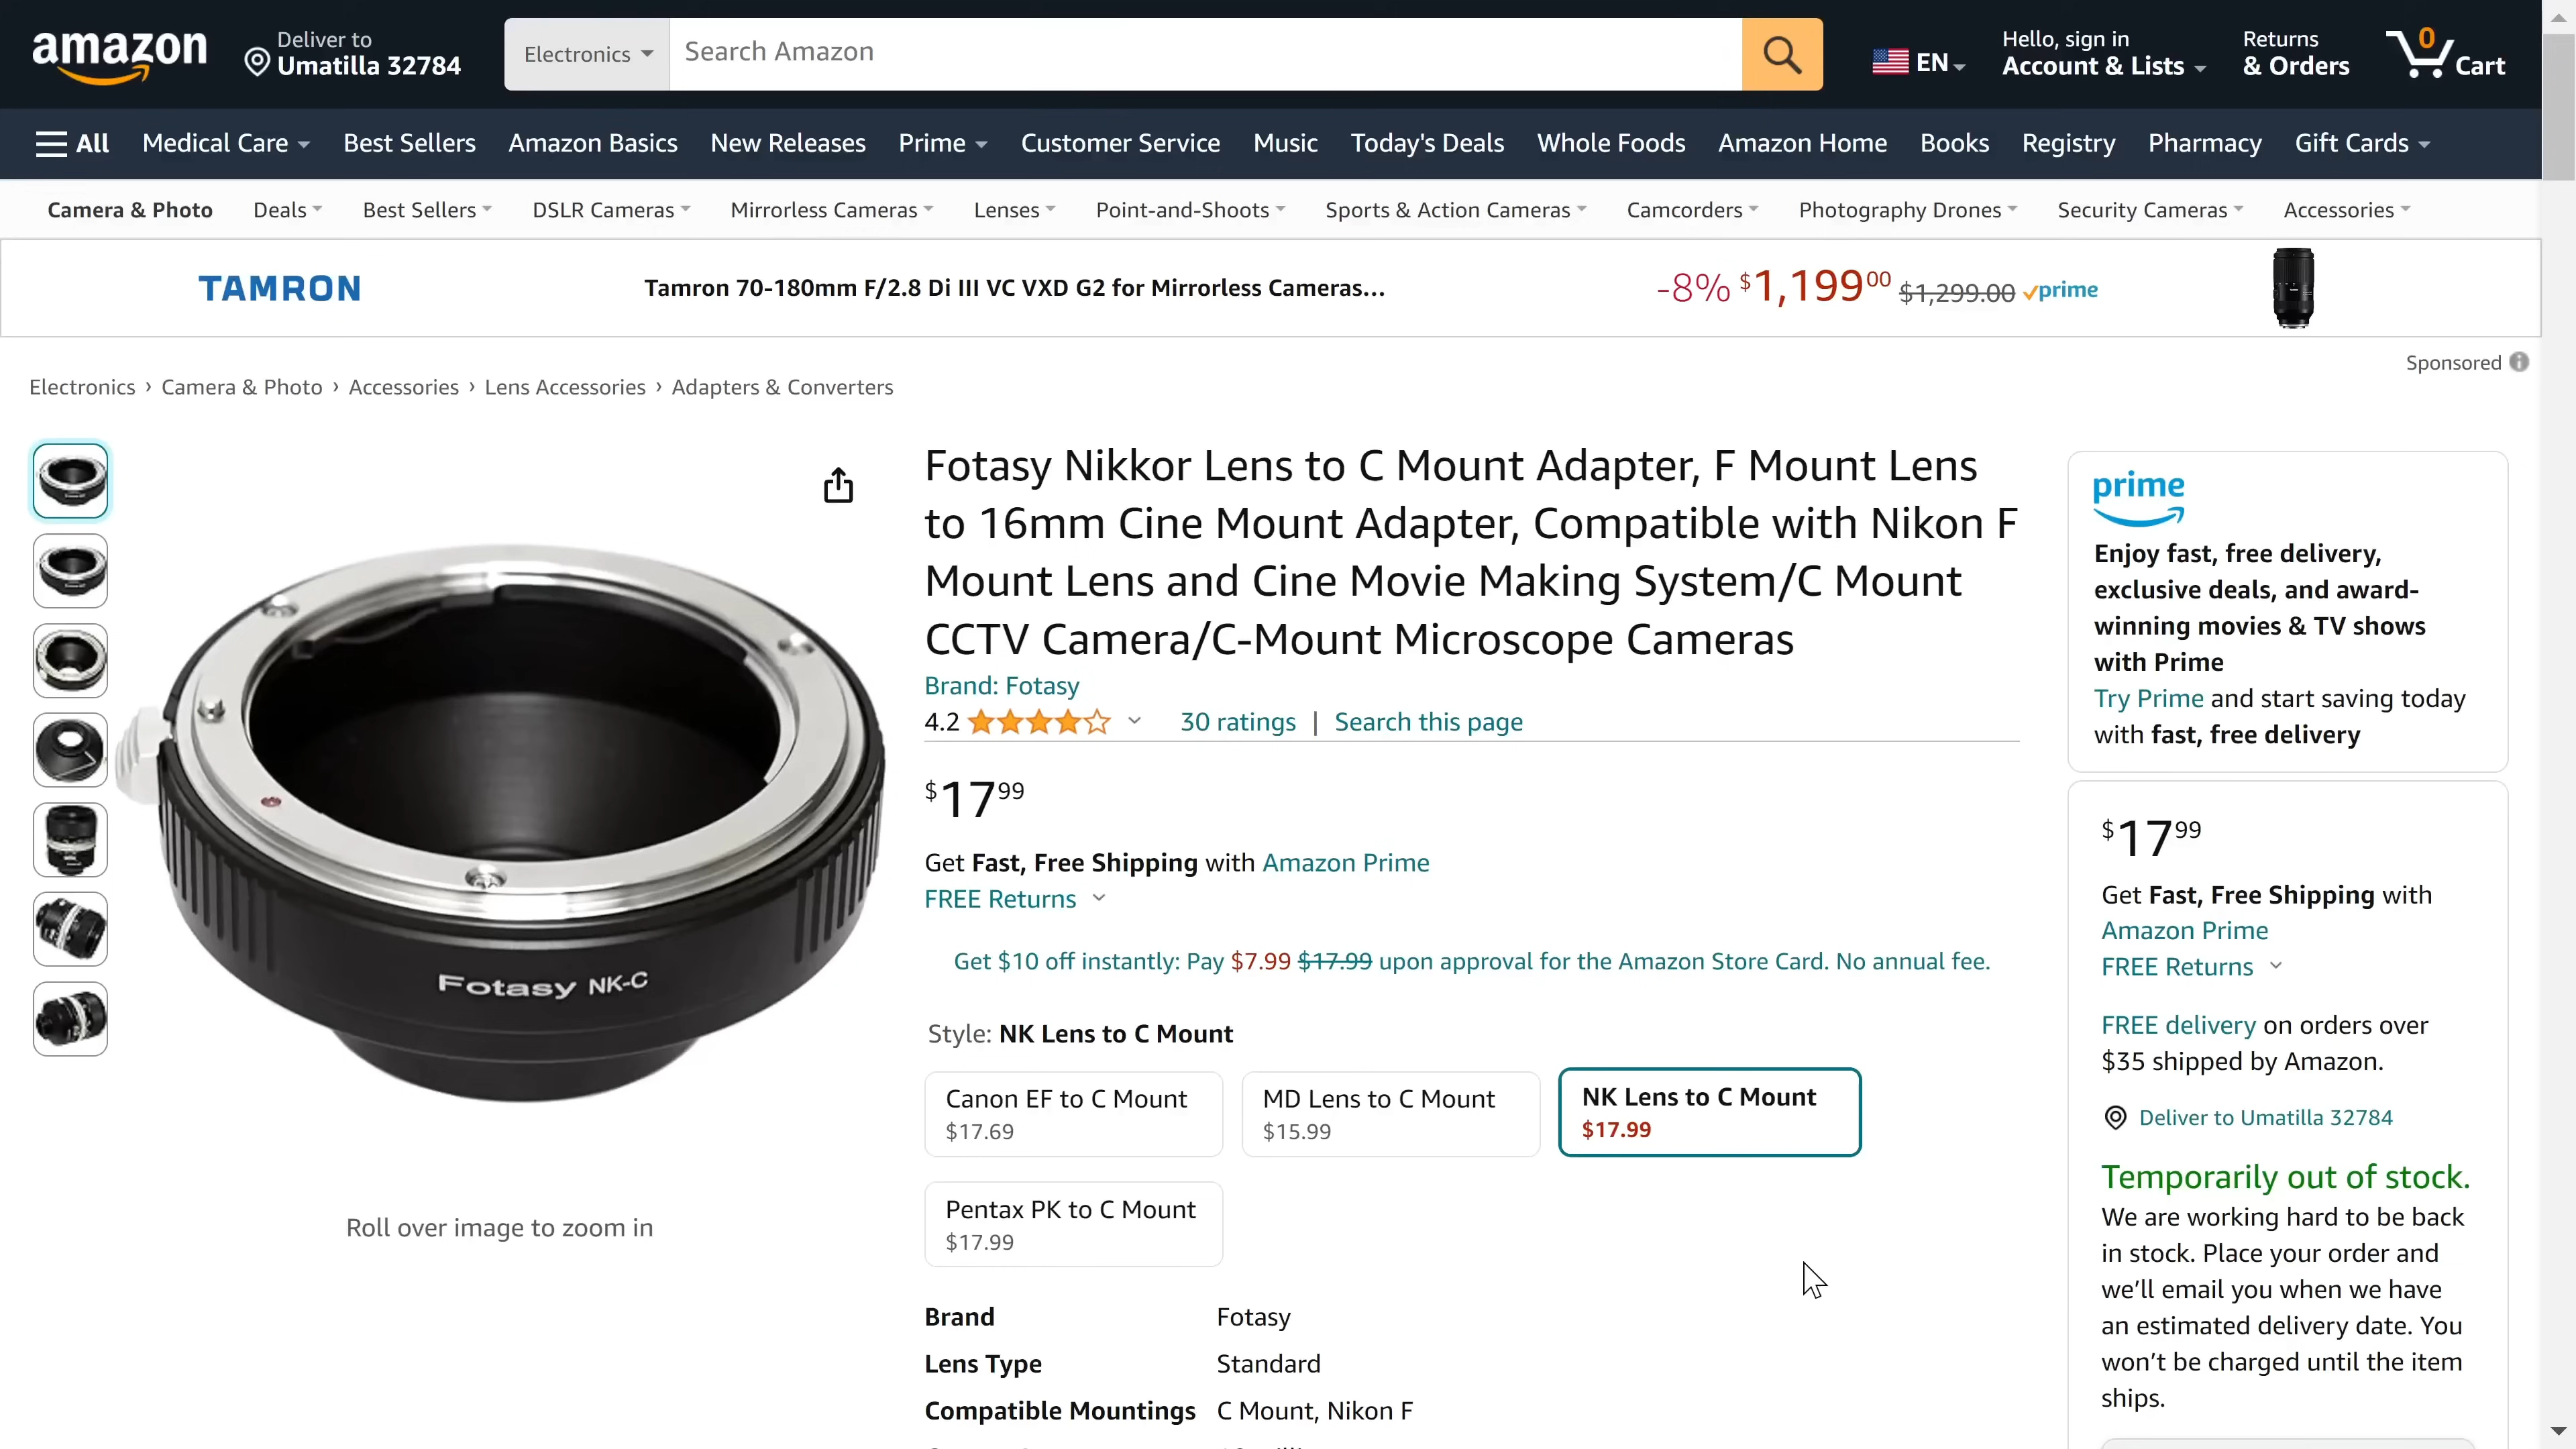 amazon
Deliver to
Umatilla 32784
Electronics
Search Amazon
EN
Hello, sign in
Account & Lists
Returns
& Orders
0
Cart
All
Medical Care
Best Sellers
Amazon Basics
New Releases
Prime
Customer Service
Music
Today's Deals
Whole Foods
Amazon Home
Books
Registry
Pharmacy
Gift Cards
Camera & Photo
Deals
Best Sellers
DSLR Cameras
Mirrorless Cameras
Lenses
Point-and-Shoots
Sports & Action Cameras
Camcorders
Photography Drones
Security Cameras
Accessories
TAMRON
Tamron 70-180mm F/2.8 Di III VC VXD G2 for Mirrorless Cameras...
-8% $1,199 00 $1,299.00 prime
Sponsored
Electronics › Camera & Photo › Accessories › Lens Accessories › Adapters & Converters
Fotasy NK-C
Roll over image to zoom in
Fotasy Nikkor Lens to C Mount Adapter, F Mount Lens
to 16mm Cine Mount Adapter, Compatible with Nikon F
Mount Lens and Cine Movie Making System/C Mount
CCTV Camera/C-Mount Microscope Cameras
Brand: Fotasy
4.2
30 ratings | Search this page
$17 99
Get Fast, Free Shipping with Amazon Prime
FREE Returns
Get $10 off instantly: Pay $7.99 $17.99 upon approval for the Amazon Store Card. No annual fee.
Style: NK Lens to C Mount
Canon EF to C Mount
$17.69
MD Lens to C Mount
$15.99
NK Lens to C Mount
$17.99
Pentax PK to C Mount
$17.99
Brand Fotasy
Lens Type Standard
Compatible Mountings C Mount, Nikon F
prime
Enjoy fast, free delivery,
exclusive deals, and award-
winning movies & TV shows
with Prime
Try Prime and start saving today
with fast, free delivery
$17 99
Get Fast, Free Shipping with
Amazon Prime
FREE Returns
FREE delivery on orders over
$35 shipped by Amazon.
Deliver to Umatilla 32784
Temporarily out of stock.
We are working hard to be back
in stock. Place your order and
we’ll email you when we have
an estimated delivery date. You
won’t be charged until the item
ships.